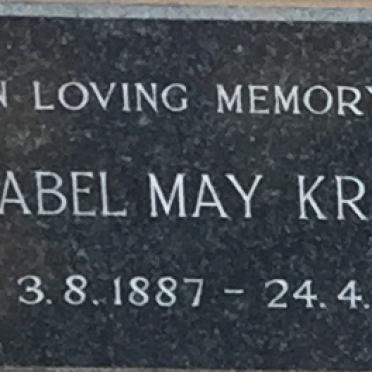 N LOVING MEMORY
ABEL MAY KR
3.8.1887 – 24.4.